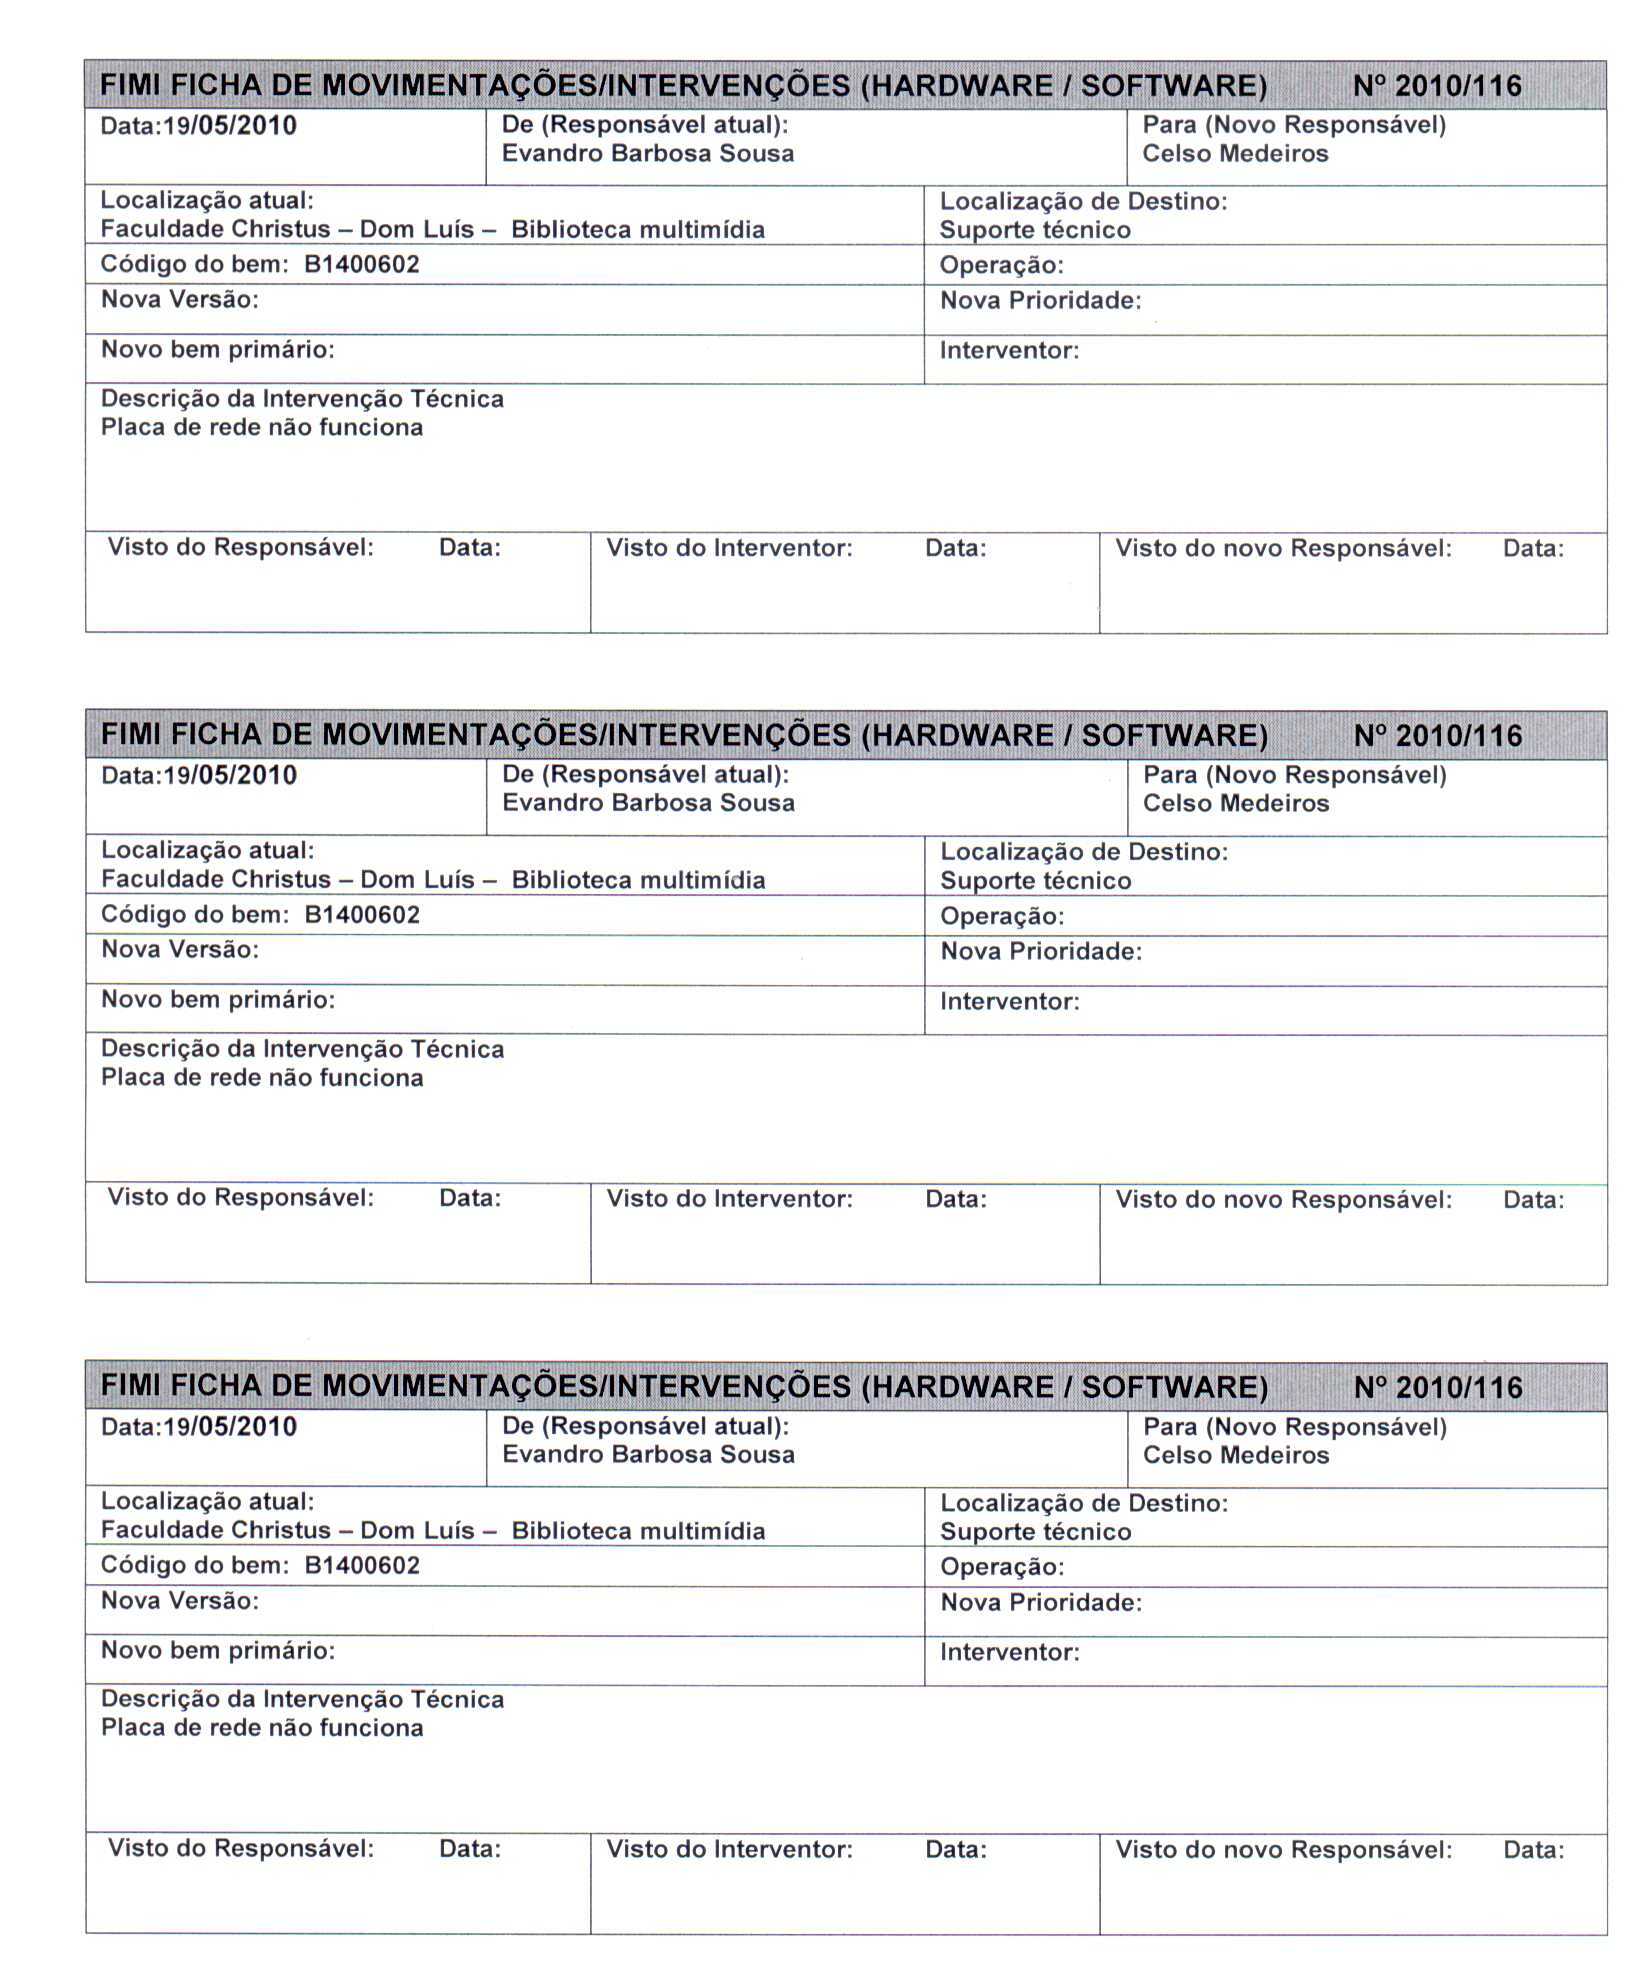 FIMI FICHA DE MOVIMENTAÇÕES/INTERVENÇÕES (HARDWARE / SOFTWARE) Nº 2010/116
Data:19/05/2010 De (Responsável atual): Para (Novo Responsável)
Evandro Barbosa Sousa Celso Medeiros
Localização atual: Localização de Destino:
Faculdade Christus – Dom Luís – Biblioteca multimídia Suporte técnico
Código do bem: B1400602 Operação:
Nova Versão: Nova Prioridade:
Novo bem primário: Interventor:
Descrição da Intervenção Técnica
Placa de rede não funciona
Visto do Responsável: Data: Visto do Interventor: Data: Visto do novo Responsável: Data:
FIMI FICHA DE MOVIMENTAÇÕES/INTERVENÇÕES (HARDWARE / SOFTWARE) Nº 2010/116
Data:19/05/2010 De (Responsável atual): Para (Novo Responsável)
Evandro Barbosa Sousa Celso Medeiros
Localização atual: Localização de Destino:
Faculdade Christus – Dom Luís – Biblioteca multimídia Suporte técnico
Código do bem: B1400602 Operação:
Nova Versão: Nova Prioridade:
Novo bem primário: Interventor:
Descrição da Intervenção Técnica
Placa de rede não funciona
Visto do Responsável: Data: Visto do Interventor: Data: Visto do novo Responsável: Data:
FIMI FICHA DE MOVIMENTAÇÕES/INTERVENÇÕES (HARDWARE / SOFTWARE) Nº 2010/116
Data:19/05/2010 De (Responsável atual): Para (Novo Responsável)
Evandro Barbosa Sousa Celso Medeiros
Localização atual: Localização de Destino:
Faculdade Christus – Dom Luís – Biblioteca multimídia Suporte técnico
Código do bem: B1400602 Operação:
Nova Versão: Nova Prioridade:
Novo bem primário: Interventor:
Descrição da Intervenção Técnica
Placa de rede não funciona
Visto do Responsável: Data: Visto do Interventor: Data: Visto do novo Responsável: Data: